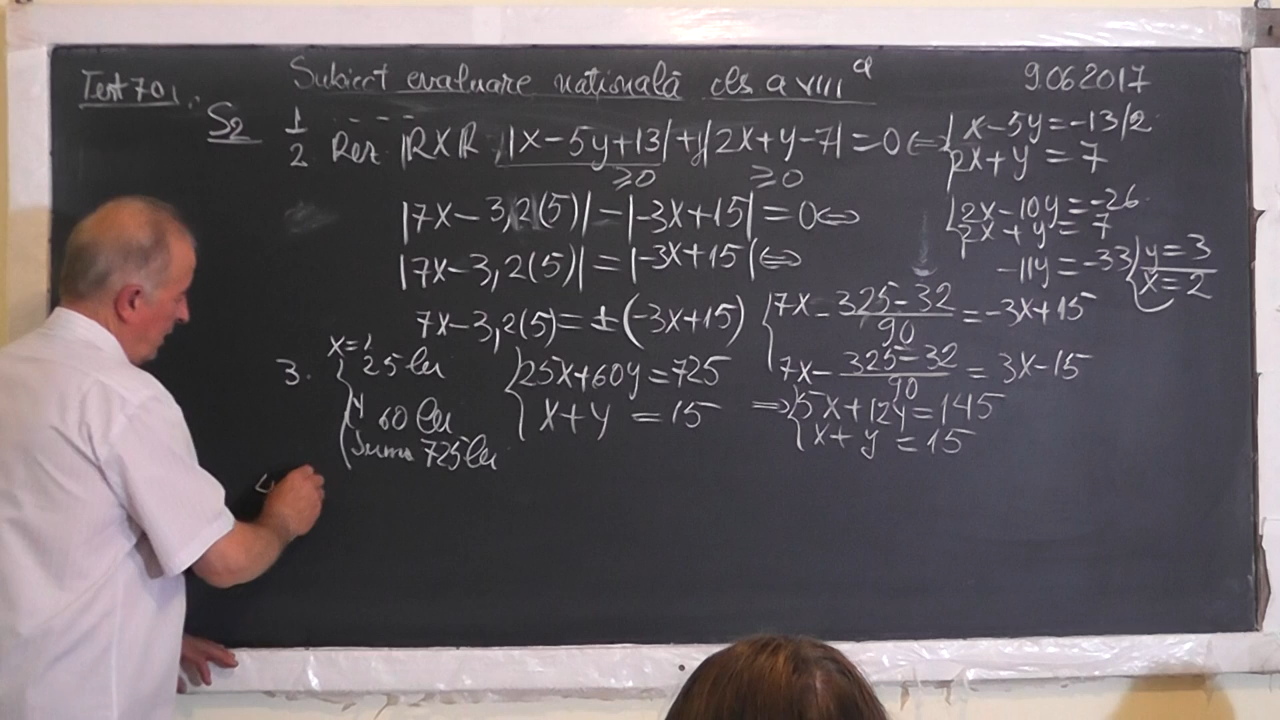 Test 701. Subiect evaluare națională cls. a VIIIa 9.06.2017
S2 1 Rez ℝxℝ |x-5y+13|+|2x+y-7|=0 ⇐ { x-5y=-13|2
2 ≥0 ≥0 2x+y=7
|7x-3,2(5)|-|-3x+15|=0 ⇔ { 2x-10y=-26
2x+y=7
|7x-3,2(5)|=|-3x+15| ⇔ -11y=-33 { y=3
x=2
7x-3,2(5)=±(-3x+15) { 7x-325-32/90=-3x+15
7x-325-32/90=3x-15
3. { x=1 25 lei { 25x+60y=725 ⇒ { 5x+12y=145
y 60 lei x+y=15 x+y=15
Suma 725 lei
4